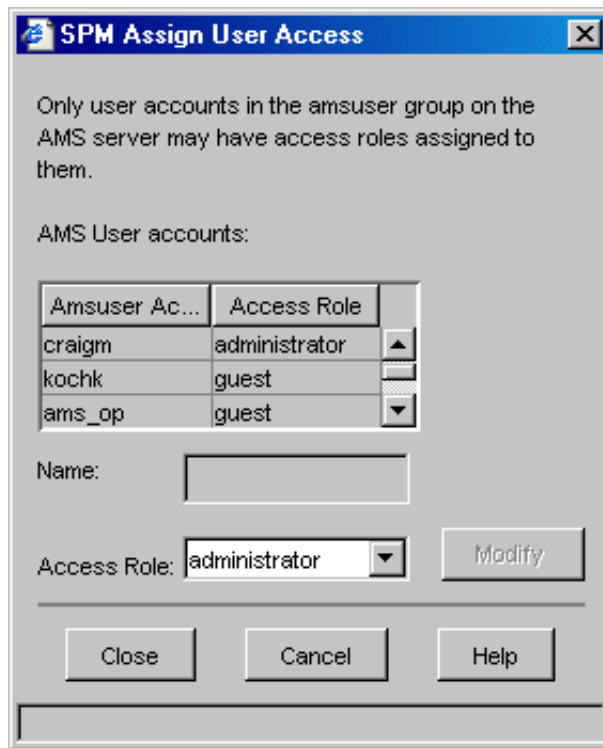 SPM Assign User Access
Only user accounts in the amsuser group on the
AMS server may have access roles assigned to
them.
AMS User accounts:
Amsuser Ac... Access Role
craigm administrator
kochk guest
ams_op guest
Name:
Access Role: administrator Modify
Close Cancel Help